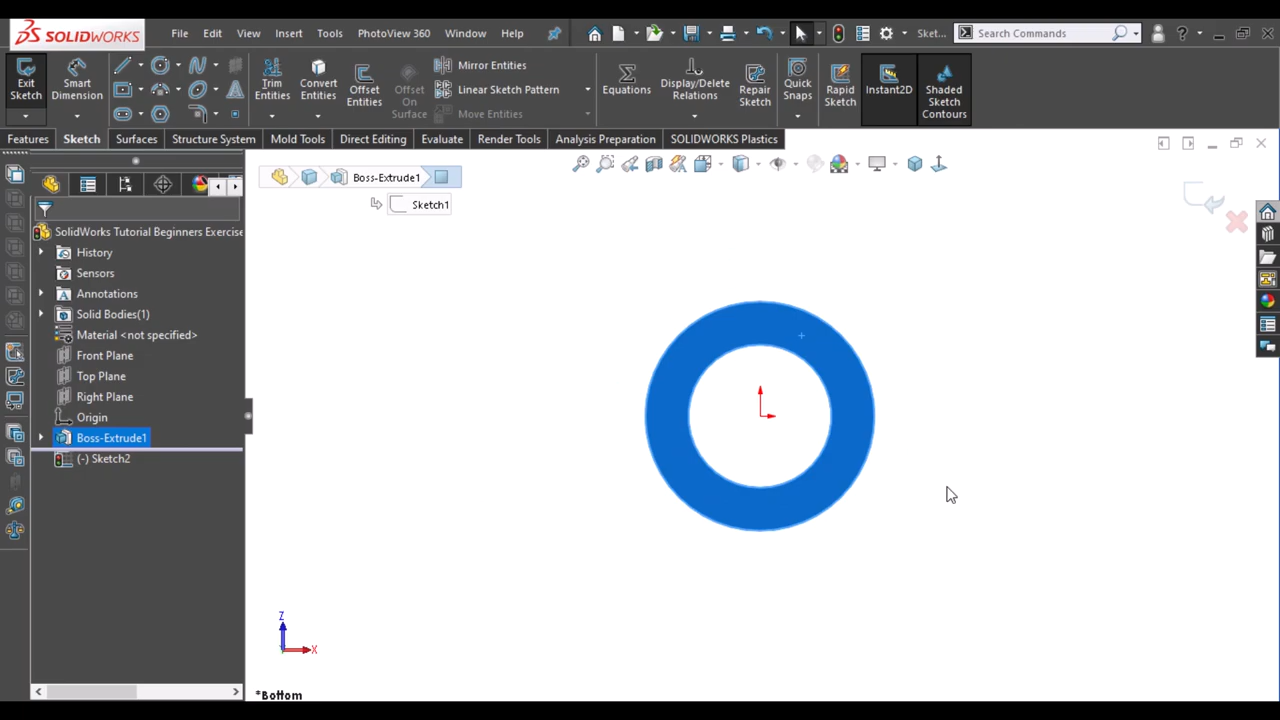 SOLIDWORKS File Edit View Insert Tools PhotoView 360 Window Help Sket... Search Commands
Exit Sketch
Smart Dimension
Trim Entities
Convert Entities
Offset Entities
Offset On Surface
Mirror Entities
Linear Sketch Pattern
Move Entities
Equations
Display/Delete Relations
Repair Sketch
Quick Snaps
Rapid Sketch
Instant2D
Shaded Sketch Contours
Features Sketch Surfaces Structure System Mold Tools Direct Editing Evaluate Render Tools Analysis Preparation SOLIDWORKS Plastics
Boss-Extrude1
Sketch1
SolidWorks Tutorial Beginners Exercise
History
Sensors
Annotations
Solid Bodies(1)
Material <not specified>
Front Plane
Top Plane
Right Plane
Origin
Boss-Extrude1
(-) Sketch2
Z
X
*Bottom